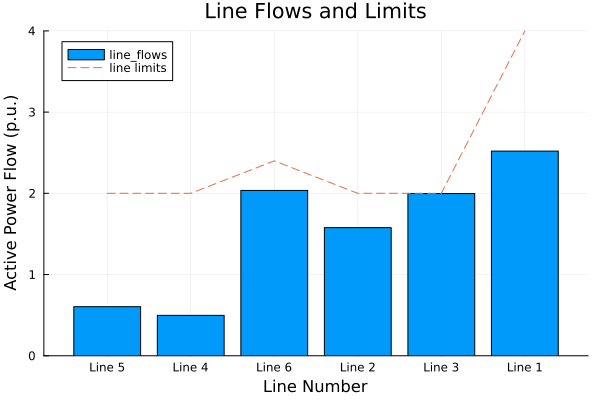 Line Flows and Limits
line_flows
line limits
Active Power Flow (p.u.)
4
3
2
1
0
Line 5 Line 4 Line 6 Line 2 Line 3 Line 1
Line Number